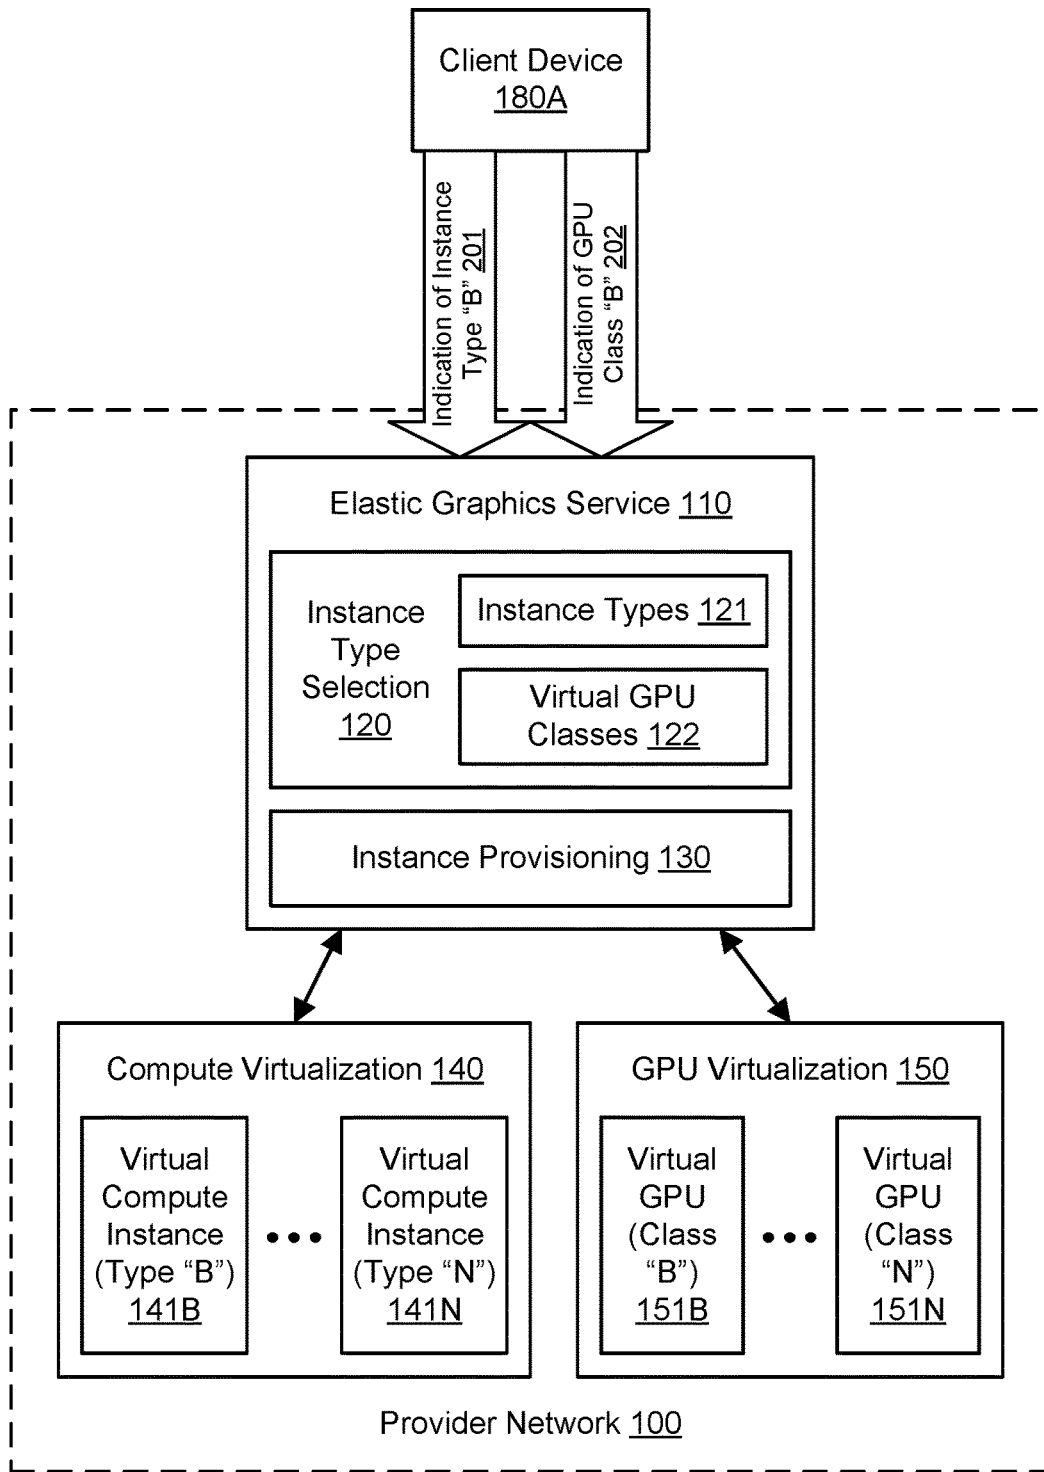 Client Device
180A
Indication of Instance
Type “B” 201
Indication of GPU
Class “B” 202
Elastic Graphics Service 110
Instance
Type
Selection
120
Instance Types 121
Virtual GPU
Classes 122
Instance Provisioning 130
Compute Virtualization 140
Virtual
Compute
Instance
(Type “B”)
141B
Virtual
Compute
Instance
(Type “N”)
141N
GPU Virtualization 150
Virtual
GPU
(Class
“B”)
151B
Virtual
GPU
(Class
“N”)
151N
Provider Network 100